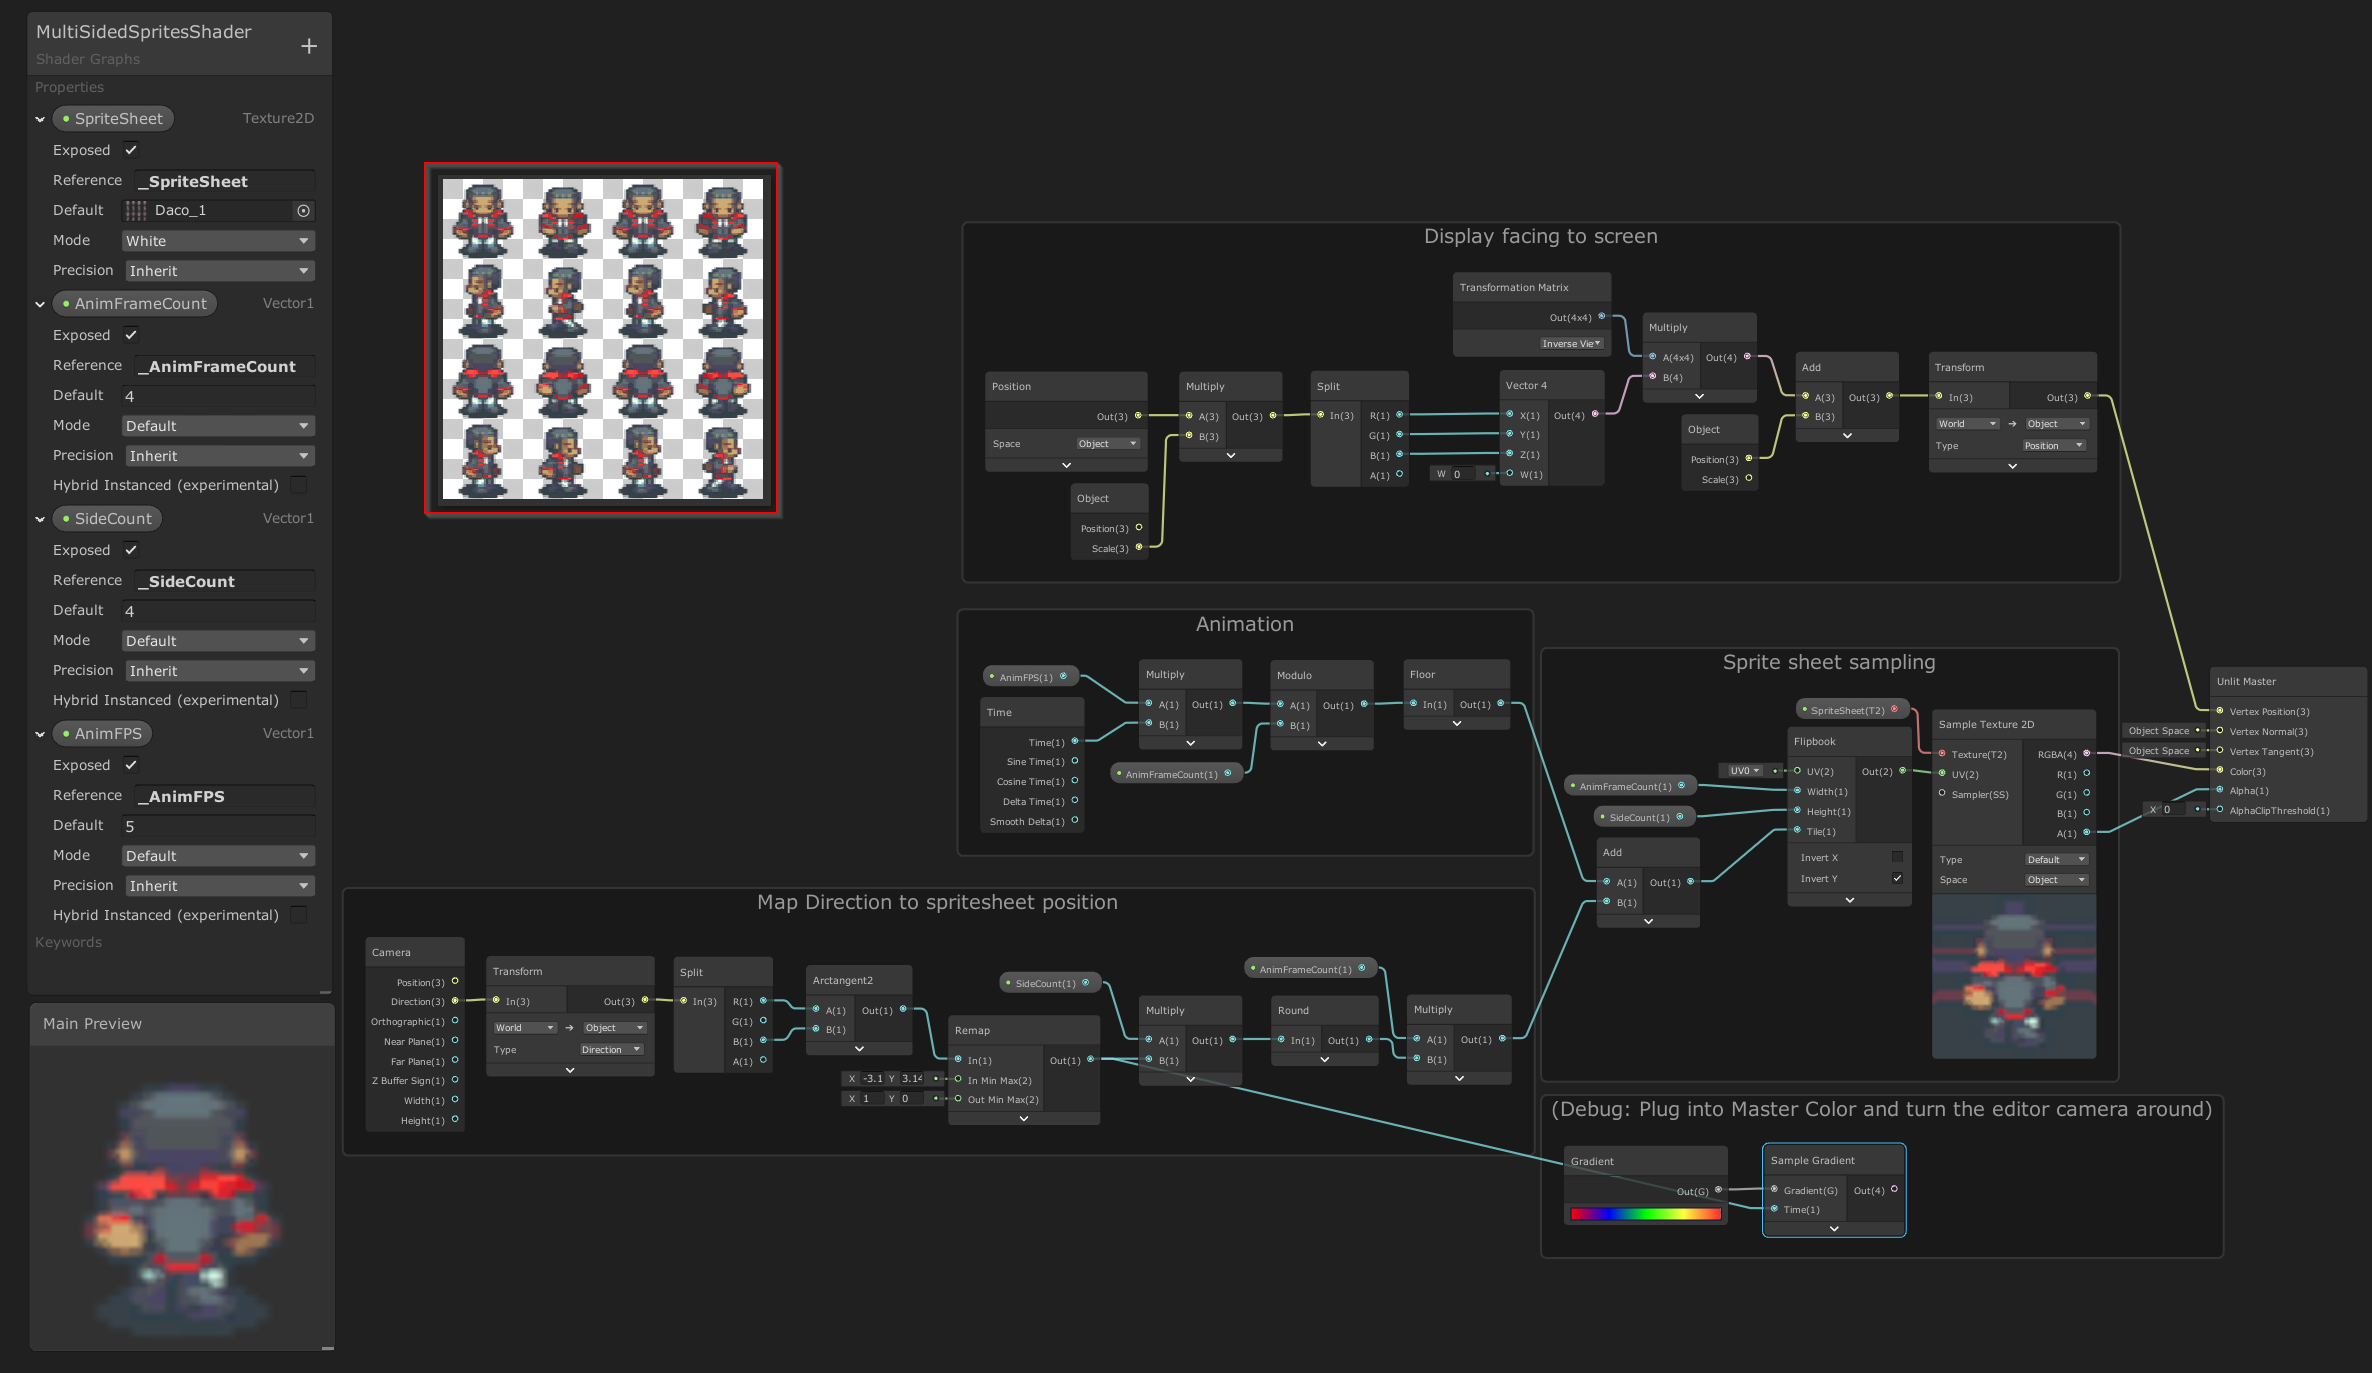 MultiSidedSpritesShader
Shader Graphs
Properties
SpriteSheet Texture2D
Exposed
Reference _SpriteSheet
Default Daco_1
Mode White
Precision Inherit
AnimFrameCount Vector1
Exposed
Reference _AnimFrameCount
Default 4
Mode Default
Precision Inherit
Hybrid Instanced (experimental)
SideCount Vector1
Exposed
Reference _SideCount
Default 4
Mode Default
Precision Inherit
Hybrid Instanced (experimental)
AnimFPS Vector1
Exposed
Reference _AnimFPS
Default 5
Mode Default
Precision Inherit
Hybrid Instanced (experimental)
Keywords
Main Preview
Display facing to screen
Position
Out(3)
Space Object
Object
Position(3)
Scale(3)
Multiply
A(3) Out(3)
B(3)
Split
In(3) R(1)
G(1)
B(1)
A(1)
Transformation Matrix
Out(4x4)
Inverse Vie
W 0
Vector 4
X(1) Out(4)
Y(1)
Z(1)
W(1)
Multiply
A(4x4) Out(4)
B(4)
Object
Position(3)
Scale(3)
Add
A(3) Out(3)
B(3)
Transform
In(3) Out(3)
World → Object
Type Position
Animation
AnimFPS(1)
Time
Time(1)
Sine Time(1)
Cosine Time(1)
Delta Time(1)
Smooth Delta(1)
Multiply
A(1) Out(1)
B(1)
AnimFrameCount(1)
Modulo
A(1) Out(1)
B(1)
Floor
In(1) Out(1)
Map Direction to spritesheet position
Camera
Position(3)
Direction(3)
Orthographic(1)
Near Plane(1)
Far Plane(1)
Z Buffer Sign(1)
Width(1)
Height(1)
Transform
In(3) Out(3)
World → Object
Type Direction
Split
In(3) R(1)
G(1)
B(1)
A(1)
Arctangent2
A(1) Out(1)
B(1)
X -3.1 Y 3.14
X 1 Y 0
Remap
In(1) Out(1)
In Min Max(2)
Out Min Max(2)
SideCount(1)
Multiply
A(1) Out(1)
B(1)
Round
In(1) Out(1)
AnimFrameCount(1)
Multiply
A(1) Out(1)
B(1)
Sprite sheet sampling
SpriteSheet(T2)
UV0
AnimFrameCount(1)
SideCount(1)
Add
A(1) Out(1)
B(1)
Flipbook
UV(2) Out(2)
Width(1)
Height(1)
Tile(1)
Invert X
Invert Y
Sample Texture 2D
Texture(T2) RGBA(4)
UV(2) R(1)
Sampler(SS) G(1)
B(1)
A(1)
Type Default
Space Object
Unlit Master
Vertex Position(3)
Object Space Vertex Normal(3)
Object Space Vertex Tangent(3)
Color(3)
Alpha(1)
X 0 AlphaClipThreshold(1)
(Debug: Plug into Master Color and turn the editor camera around)
Gradient
Out(G)
Sample Gradient
Gradient(G) Out(4)
Time(1)